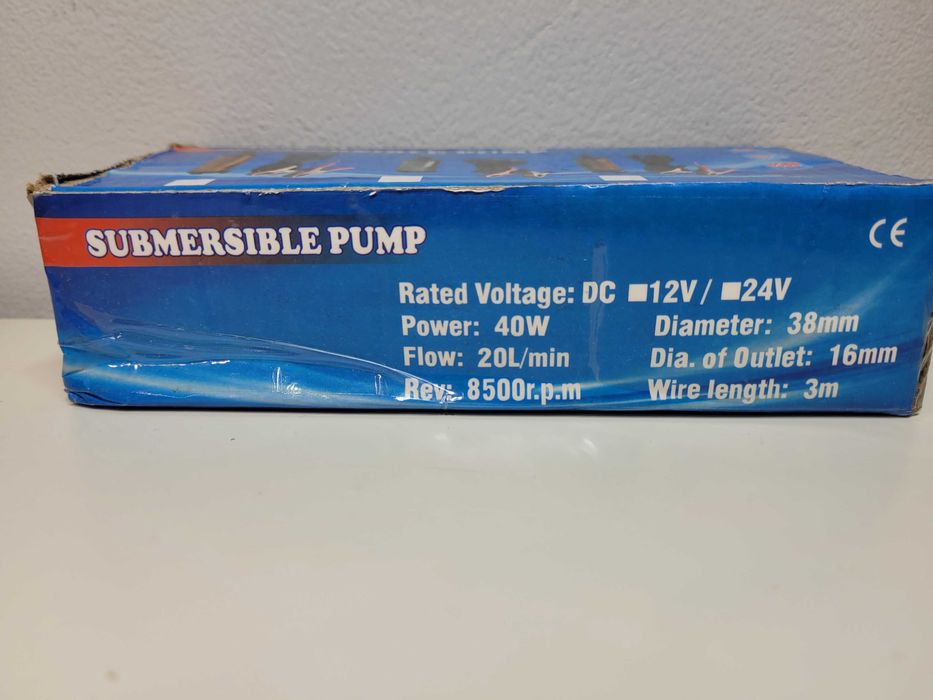 SUBMERSIBLE PUMP
CE
Rated Voltage: DC ☐12V / ☐24V
Power: 40W Diameter: 38mm
Flow: 20L/min Dia. of Outlet: 16mm
Rev: 8500r.p.m Wire length: 3m